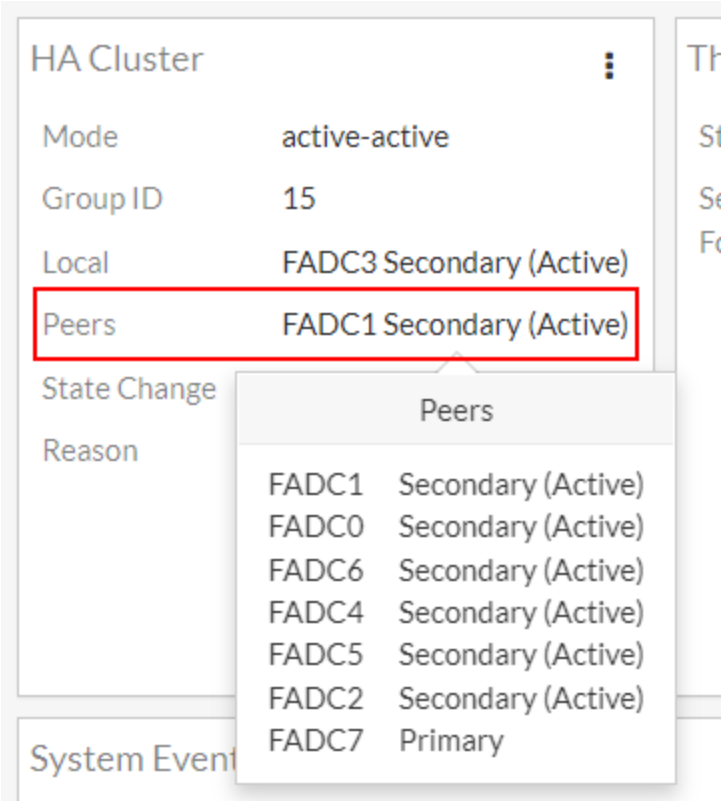 HA Cluster
Mode active-active
Group ID 15
Local FADC3 Secondary (Active)
Peers FADC1 Secondary (Active)
State Change
Reason
Peers
FADC1 Secondary (Active)
FADC0 Secondary (Active)
FADC6 Secondary (Active)
FADC4 Secondary (Active)
FADC5 Secondary (Active)
FADC2 Secondary (Active)
FADC7 Primary
System Event